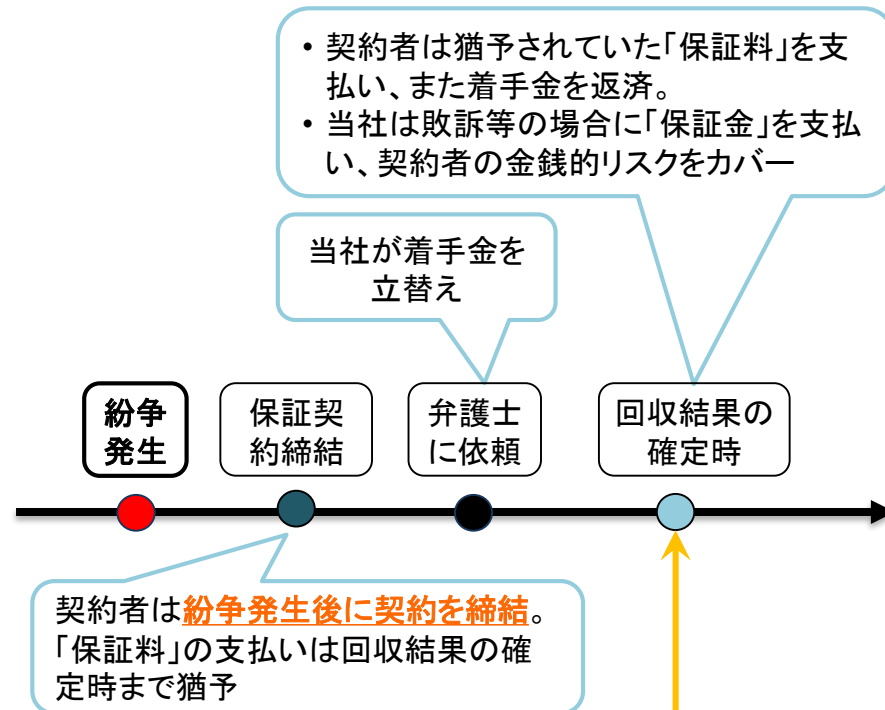 • 契約者は猶予されていた「保証料」を支
払い、また着手金を返済。
• 当社は敗訴等の場合に「保証金」を支払
い、契約者の金銭的リスクをカバー
当社が着手金を
立替え
紛争
発生
保証契
約締結
弁護士
に依頼
回収結果の
確定時
契約者は紛争発生後に契約を締結。
「保証料」の支払いは回収結果の確
定時まで猶予